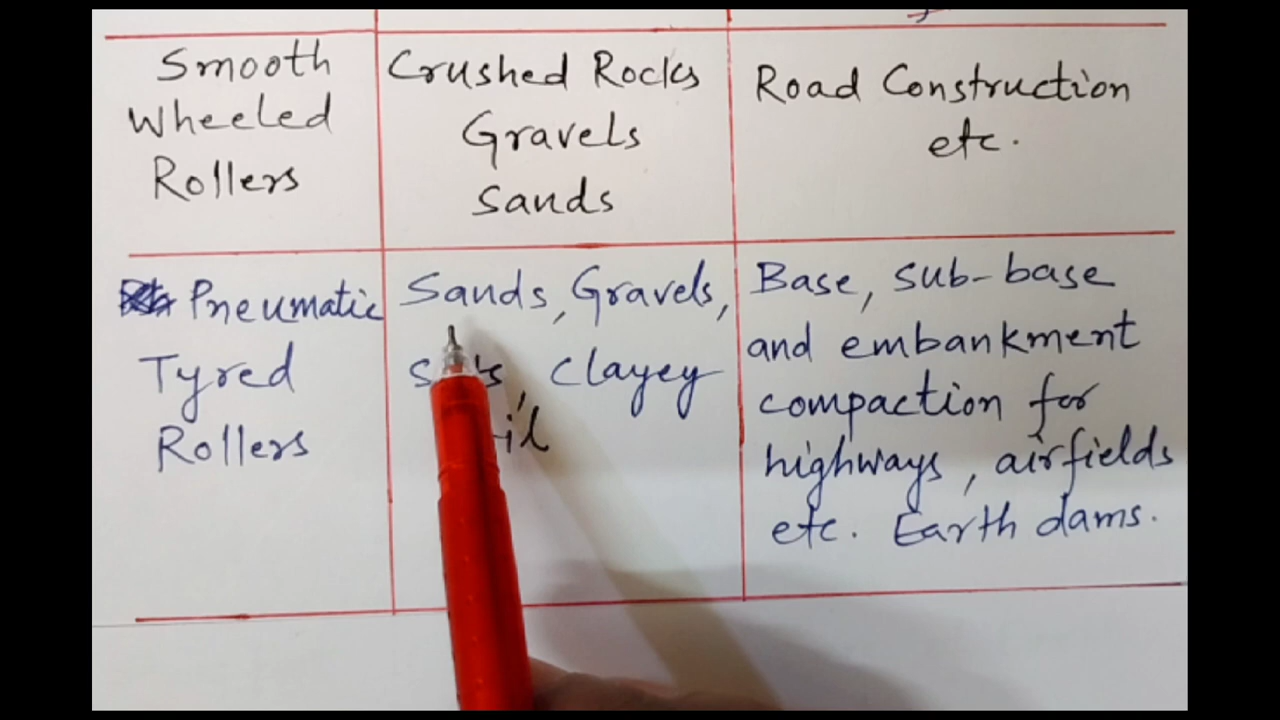 Smooth
Wheeled
Rollers
Crushed Rocks
Gravels
Sands
Road Construction
etc.
Pneumatic
Tyred
Rollers
Sands, Gravels,
clayey
Base, sub-base
and embankment
compaction for
highways, airfields
etc. Earth dams.